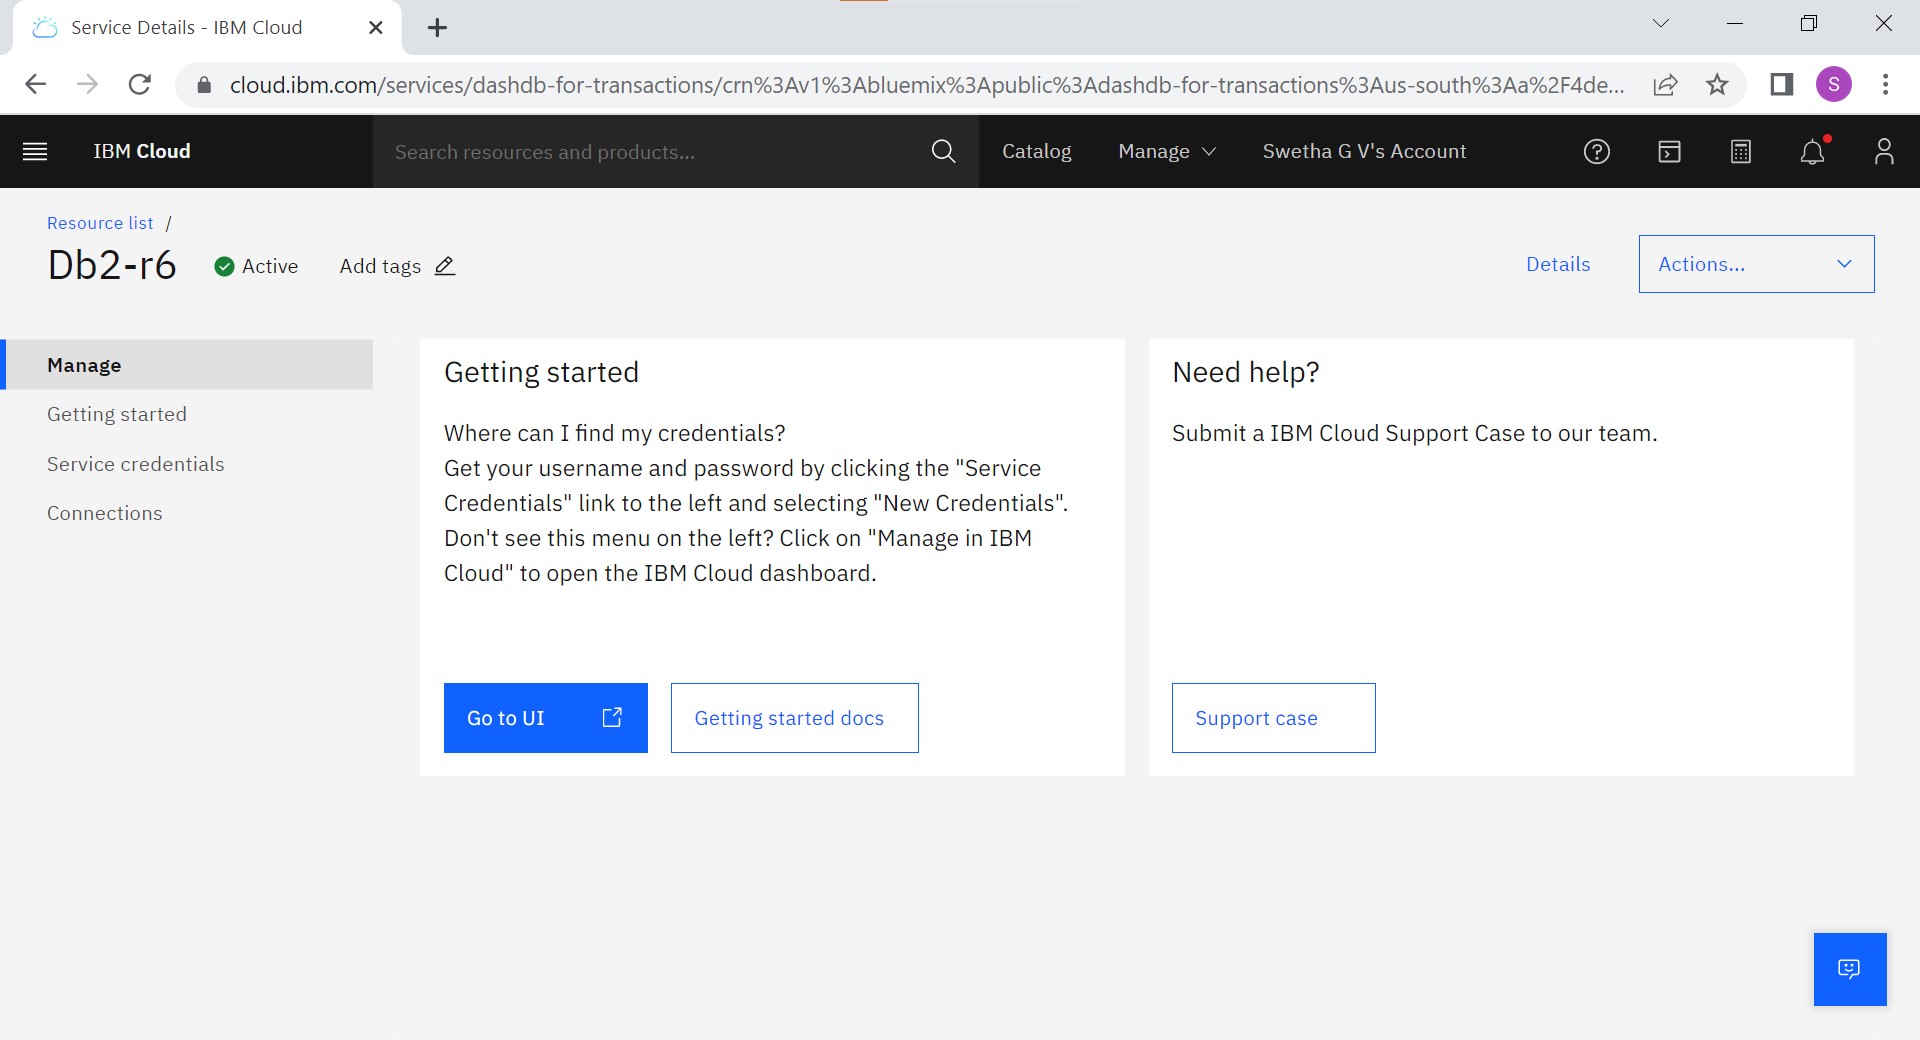 Service Details - IBM Cloud
cloud.ibm.com/services/dashdb-for-transactions/crn%3Av1%3Abluemix%3Apublic%3Adashdb-for-transactions%3Aus-south%3Aa%2F4de...
S
IBM Cloud
Search resources and products...
Catalog
Manage
Swetha G V's Account
Resource list /
Db2-r6
Active
Add tags
Details
Actions...
Manage
Getting started
Service credentials
Connections
Getting started
Where can I find my credentials?
Get your username and password by clicking the "Service
Credentials" link to the left and selecting "New Credentials".
Don't see this menu on the left? Click on "Manage in IBM
Cloud" to open the IBM Cloud dashboard.
Go to UI
Getting started docs
Need help?
Submit a IBM Cloud Support Case to our team.
Support case